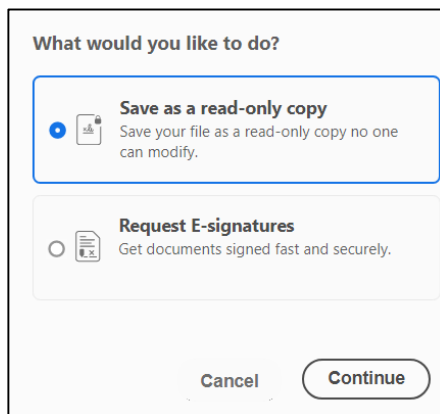 What would you like to do?
Save as a read-only copy
Save your file as a read-only copy no one
can modify.
Request E-signatures
Get documents signed fast and securely.
Cancel
Continue